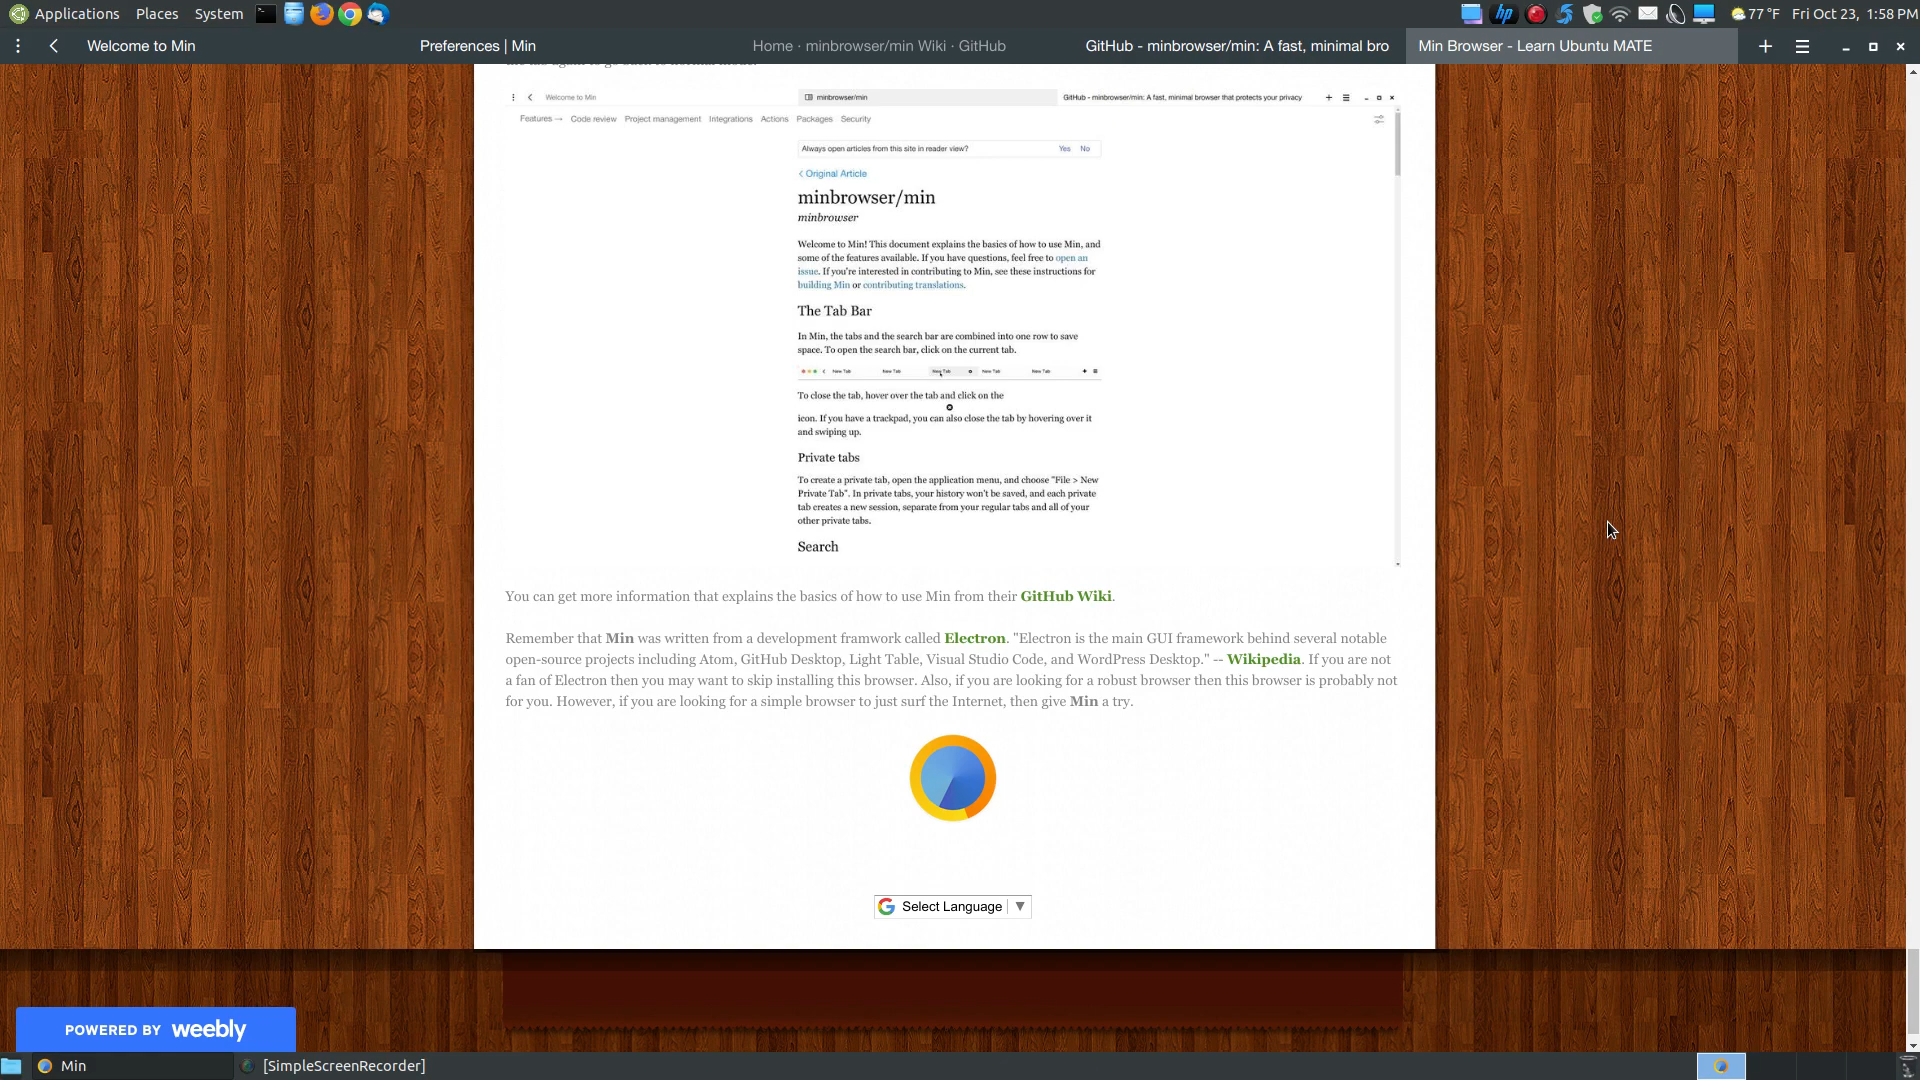 Applications Places System 77 °F Fri Oct 23, 1:58 PM
Welcome to Min Preferences | Min Home · minbrowser/min Wiki · GitHub GitHub - minbrowser/min: A fast, minimal bro Min Browser - Learn Ubuntu MATE
Welcome to Min minbrowser/min GitHub - minbrowser/min: A fast, minimal browser that protects your privacy
Features → Code review Project management Integrations Actions Packages Security
Always open articles from this site in reader view? Yes No
< Original Article
minbrowser/min
minbrowser
Welcome to Min! This document explains the basics of how to use Min, and
some of the features available. If you have questions, feel free to open an
issue. If you're interested in contributing to Min, see these instructions for
building Min or contributing translations.
The Tab Bar
In Min, the tabs and the search bar are combined into one row to save
space. To open the search bar, click on the current tab.
New Tab New Tab New Tab New Tab New Tab
To close the tab, hover over the tab and click on the
icon. If you have a trackpad, you can also close the tab by hovering over it
and swiping up.
Private tabs
To create a private tab, open the application menu, and choose "File > New
Private Tab". In private tabs, your history won't be saved, and each private
tab creates a new session, separate from your regular tabs and all of your
other private tabs.
Search
You can get more information that explains the basics of how to use Min from their GitHub Wiki.
Remember that Min was written from a development framwork called Electron. "Electron is the main GUI framework behind several notable
open-source projects including Atom, GitHub Desktop, Light Table, Visual Studio Code, and WordPress Desktop." -- Wikipedia. If you are not
a fan of Electron then you may want to skip installing this browser. Also, if you are looking for a robust browser then this browser is probably not
for you. However, if you are looking for a simple browser to just surf the Internet, then give Min a try.
Select Language ▼
POWERED BY weebly
Min [SimpleScreenRecorder]